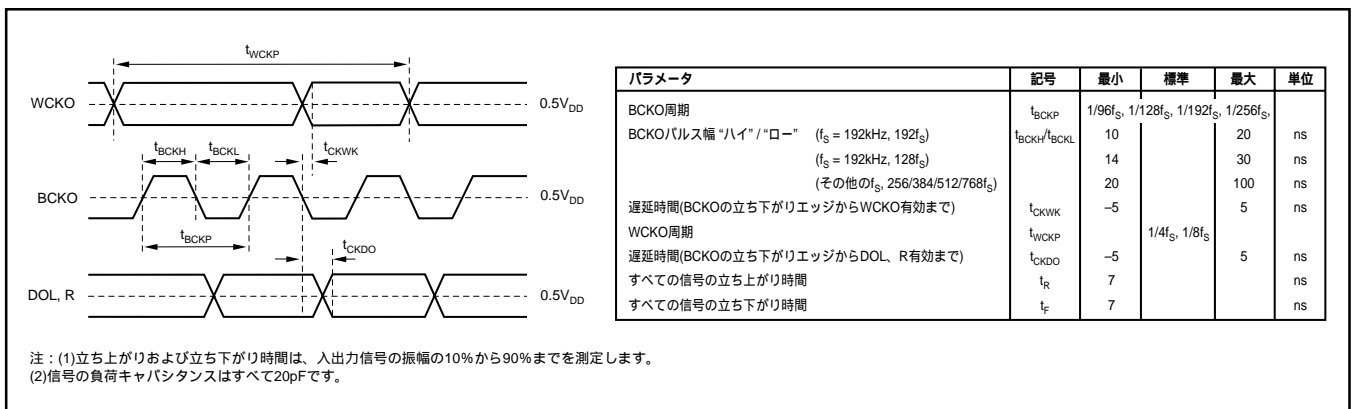 tWCKP
WCKO
0.5VDD
tBCKH
tBCKL
tCKWK
BCKO
0.5VDD
tBCKP
tCKDO
DOL, R
0.5VDD
パラメータ 記号 最小 標準 最大 単位
BCKO周期 tBCKP 1/96fS, 1/128fS, 1/192fS, 1/256fS,
BCKOパルス幅 “ハイ” / “ロー” (fS = 192kHz, 192fS) tBCKH/tBCKL 10 20 ns
(fS = 192kHz, 128fS) 14 30 ns
(その他のfS, 256/384/512/768fS) 20 100 ns
遅延時間(BCKOの立ち下がりエッジからWCKO有効まで) tCKWK –5 5 ns
WCKO周期 tWCKP 1/4fS, 1/8fS
遅延時間(BCKOの立ち下がりエッジからDOL、R有効まで) tCKDO –5 5 ns
すべての信号の立ち上がり時間 tR 7 ns
すべての信号の立ち下がり時間 tF 7 ns
注：(1)立ち上がりおよび立ち下がり時間は、入出力信号の振幅の10％から90％までを測定します。
(2)信号の負荷キャパシタンスはすべて20pFです。